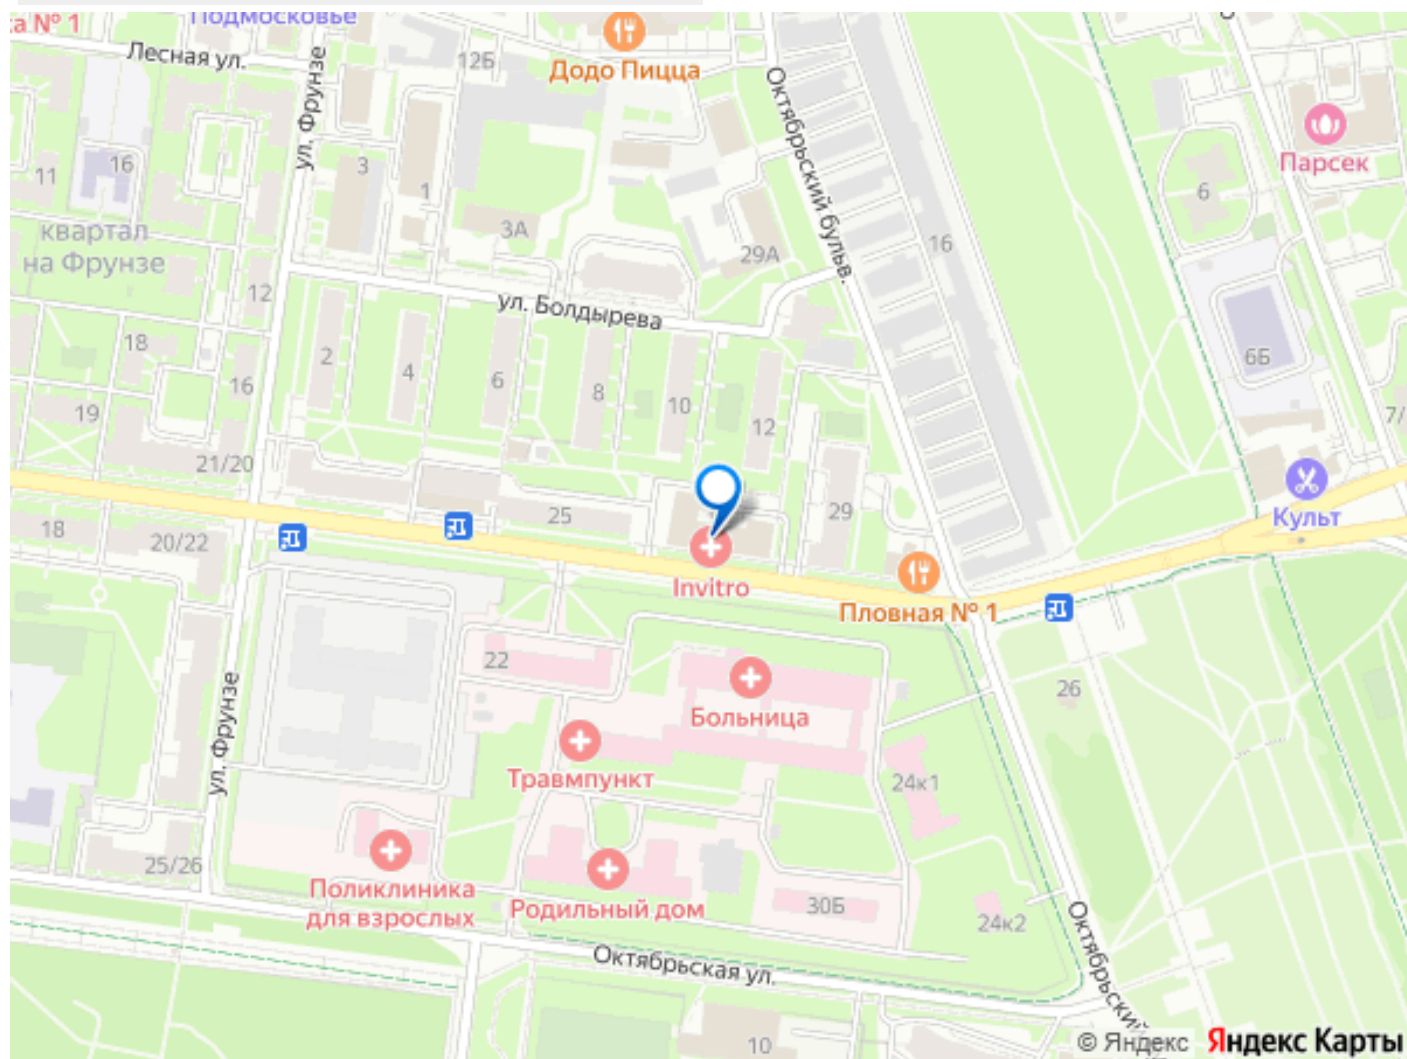 Подмосковье
а № 1
Лесная ул.
ул. Фрунзе
12Б
Додо Пицца
Октябрьский бульв.
Парсек
11
16
3
1
3А
29А
16
6
квартал
на Фрунзе
12
ул. Болдырева
18
2
4
6
8
10
12
6Б
16
19
21/20
7/
18
20/22
25
29
Культ
Invitro
Пловная № 1
22
26
ул. Фрунзе
Больница
Травмпункт
24к1
25/26
Поликлиника
для взрослых
Родильный дом
30Б
24к2
Октябрьский
Октябрьская ул.
10
© Яндекс Яндекс Карты